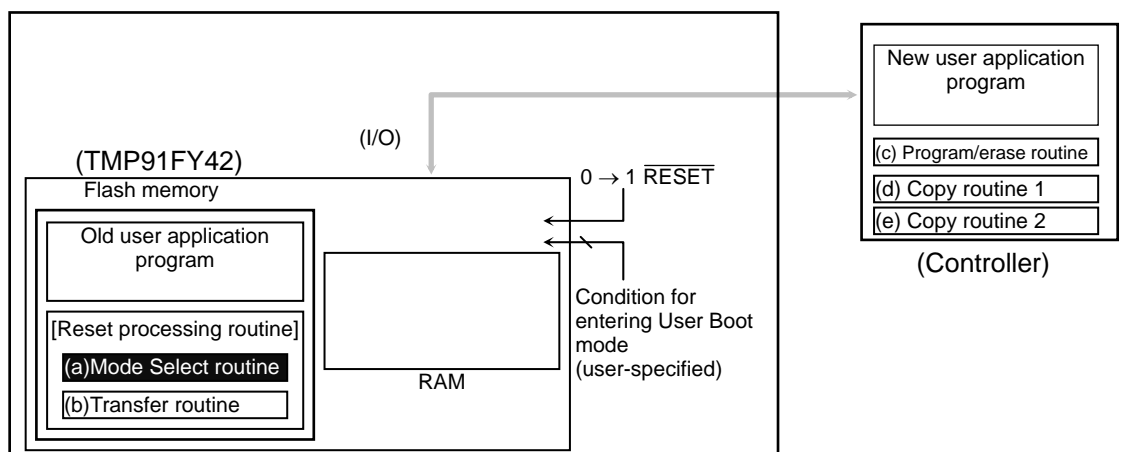 (TMP91FY42)
Flash memory
Old user application
program
[Reset processing routine]
(a)Mode Select routine
(b)Transfer routine
RAM
(I/O)
0 → 1 RESET
Condition for
entering User Boot
mode
(user-specified)
New user application
program
(c) Program/erase routine
(d) Copy routine 1
(e) Copy routine 2
(Controller)